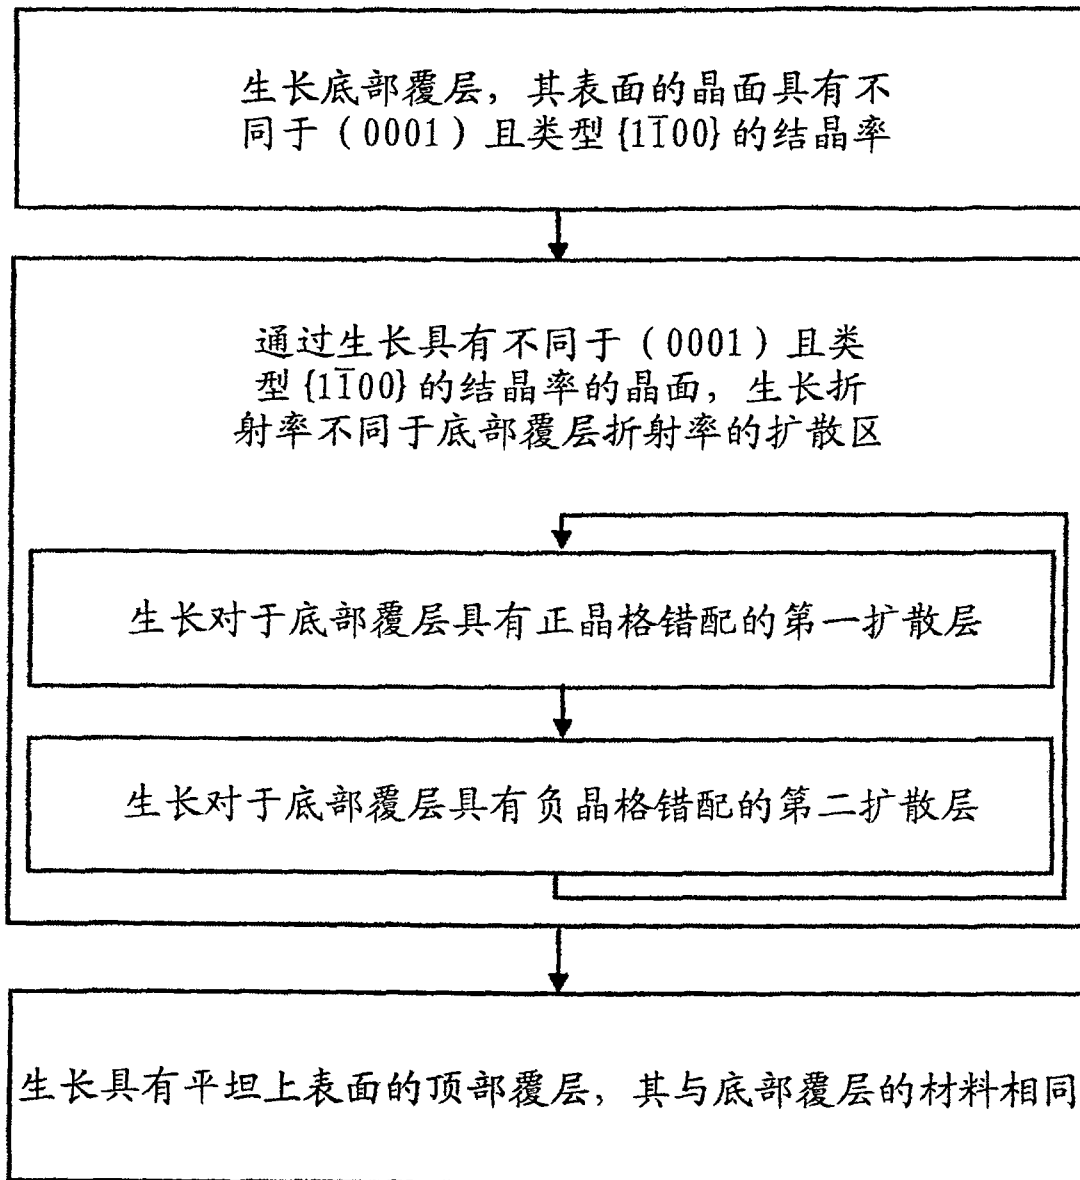 生长底部覆层，其表面的晶面具有不
同于（0001）且类型{11̅00}的结晶率
通过生长具有不同于（0001）且类
型{11̅00}的结晶率的晶面，生长折
射率不同于底部覆层折射率的扩散区
生长对于底部覆层具有正晶格错配的第一扩散层
生长对于底部覆层具有负晶格错配的第二扩散层
生长具有平坦上表面的顶部覆层，其与底部覆层的材料相同